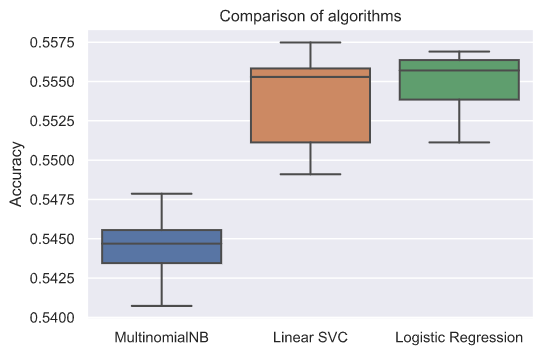 Comparison of algorithms
Accuracy
0.5575
0.5550
0.5525
0.5500
0.5475
0.5450
0.5425
0.5400
MultinomialNB Linear SVC Logistic Regression